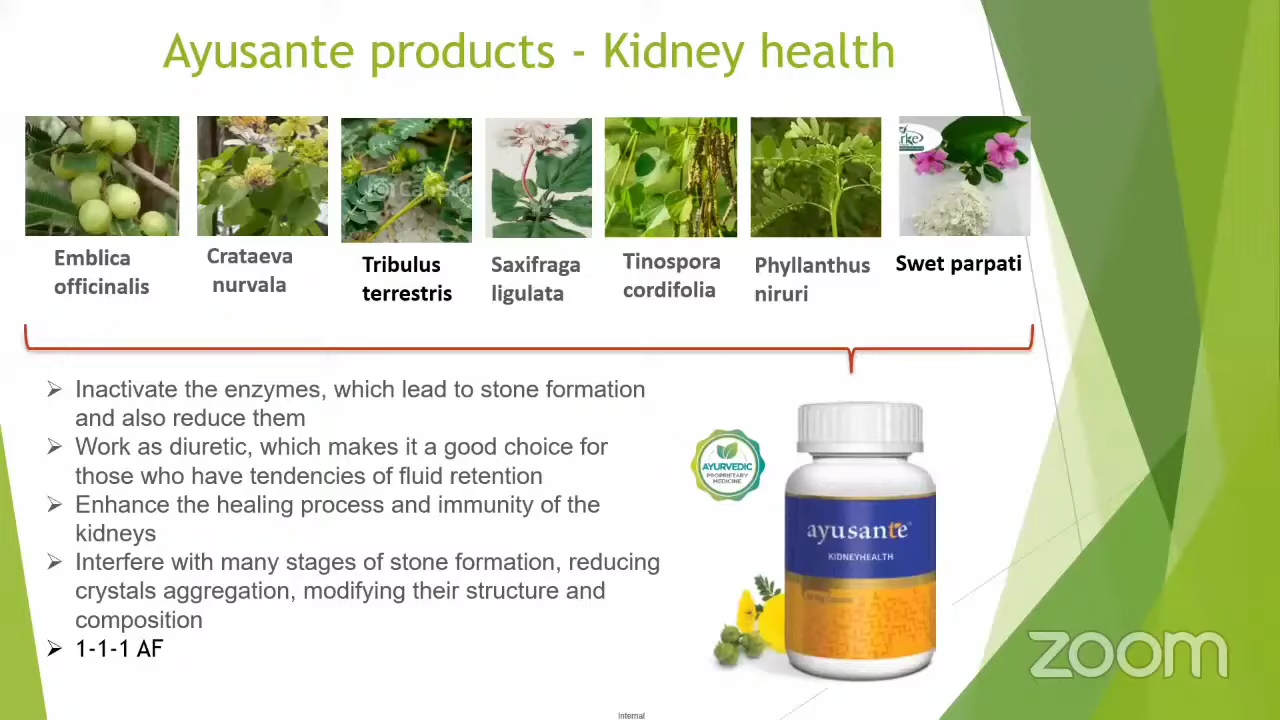 Ayusante products - Kidney health
Emblica
officinalis
Crataeva
nurvala
Tribulus
terrestris
Saxifraga
ligulata
Tinospora
cordifolia
Phyllanthus
niruri
Swet parpati
➢ Inactivate the enzymes, which lead to stone formation
and also reduce them
➢ Work as diuretic, which makes it a good choice for
those who have tendencies of fluid retention
➢ Enhance the healing process and immunity of the
kidneys
➢ Interfere with many stages of stone formation, reducing
crystals aggregation, modifying their structure and
composition
➢ 1-1-1 AF
AYURVEDIC
PROPRIETARY
MEDICINE
ayusante
KIDNEYHEALTH
zoom
Internal